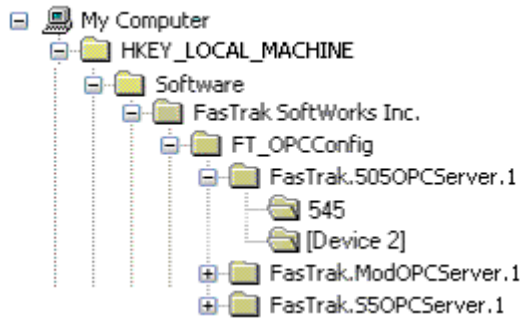 My Computer
HKEY_LOCAL_MACHINE
Software
FasTrak SoftWorks Inc.
FT_OPCConfig
FasTrak.505OPCServer.1
545
[Device 2]
FasTrak.ModOPCServer.1
FasTrak.S5OPCServer.1